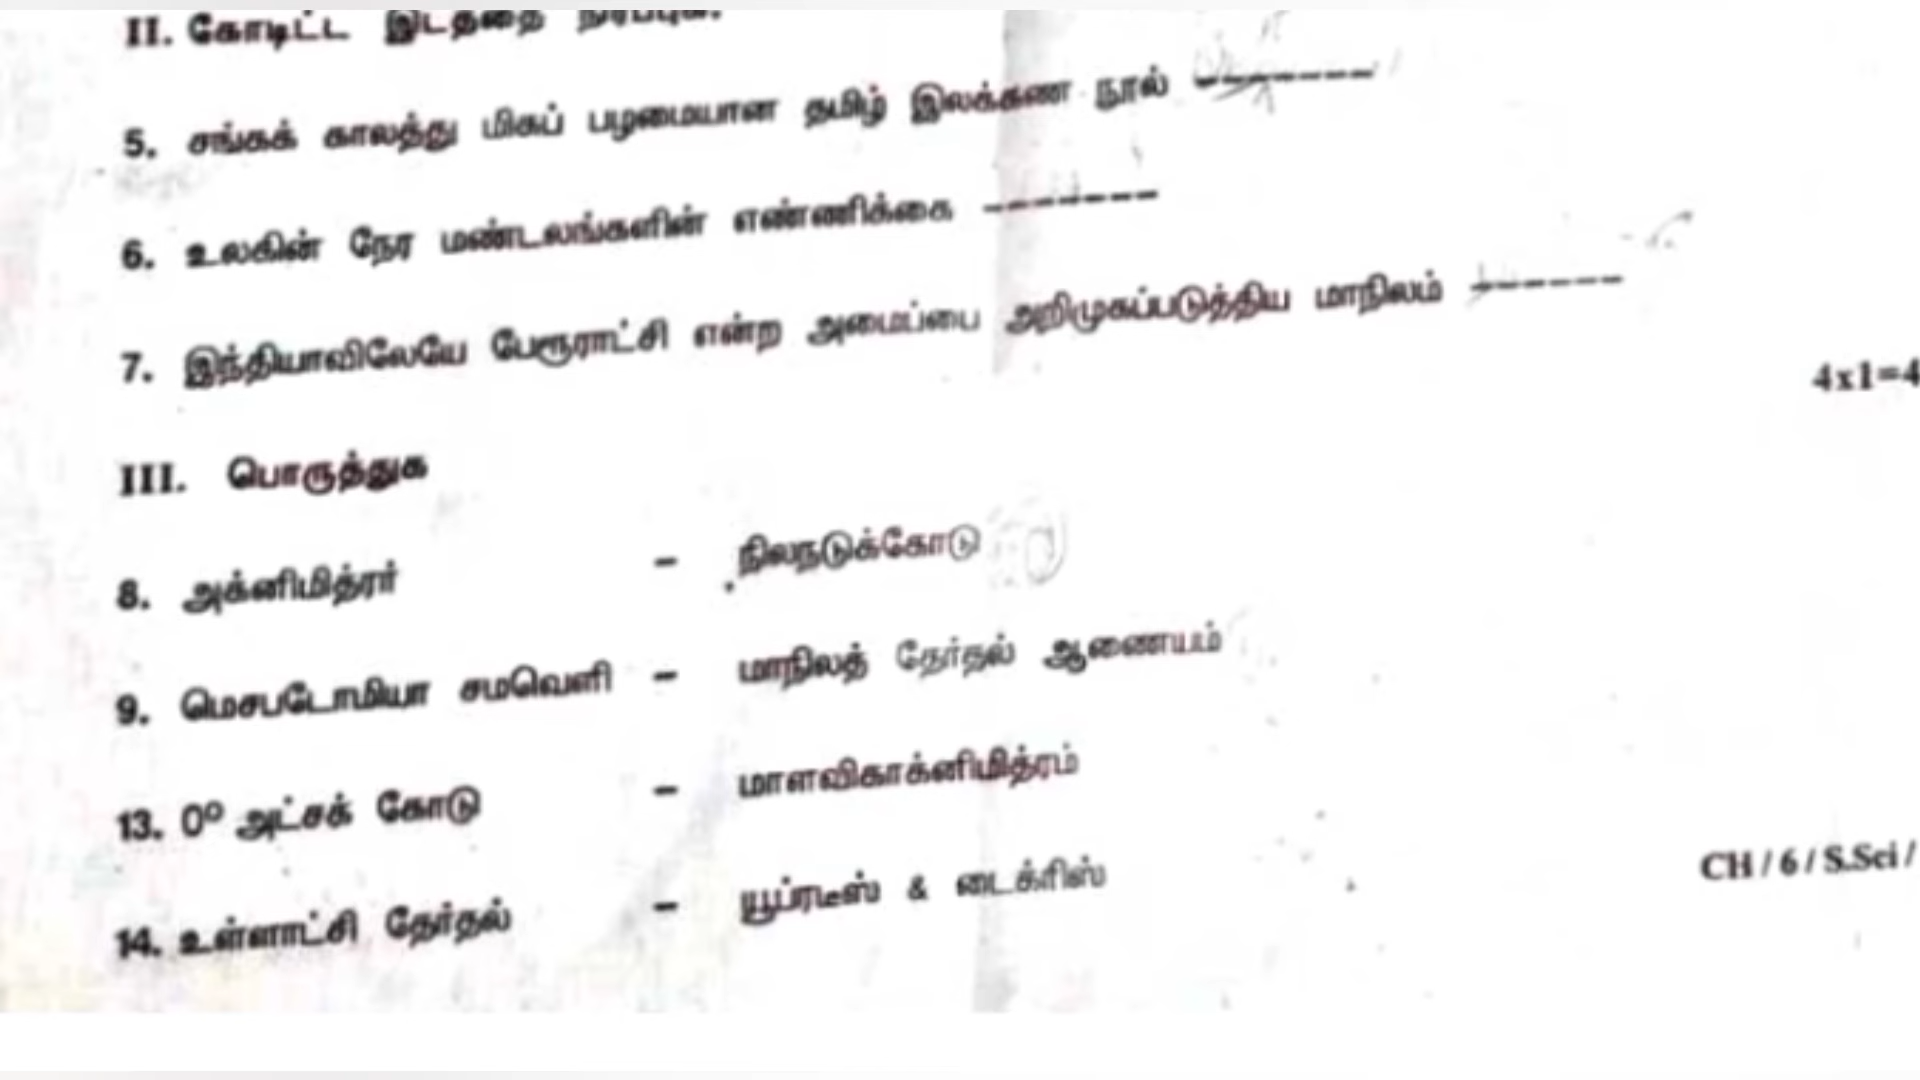 II. கோடிட்ட இடத்தை நிரப்புக.
5. சங்கக் காலத்து மிகப் பழமையான தமிழ் இலக்கண நூல் -------
6. உலகின் நேர மண்டலங்களின் எண்ணிக்கை -------
7. இந்தியாவிலேயே பேரூராட்சி என்ற அமைப்பை அறிமுகப்படுத்திய மாநிலம் ------
4x1=4
III. பொருத்துக
8. அக்னிமித்ரர் - நிலநடுக்கோடு
9. மெசபடோமியா சமவெளி - மாநிலத் தேர்தல் ஆணையம்
13. 0° அட்சக் கோடு - மாளவிகாக்னிமித்ரம்
14. உள்ளாட்சி தேர்தல் - யூப்ரடீஸ் & டைக்ரிஸ்
CH / 6 / S.Sci /